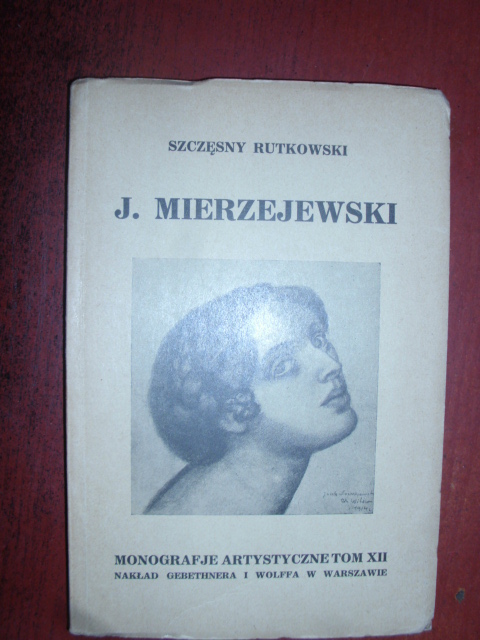 SZCZĘSNY RUTKOWSKI
J. MIERZEJEWSKI
MONOGRAFJE ARTYSTYCZNE TOM XII
NAKŁAD GEBETHNERA I WOLFFA W WARSZAWIE